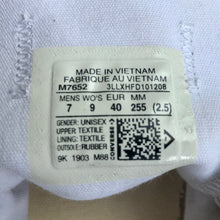 MADE IN VIETNAM
FABRIQUE AU VIETNAM
M7652 3LLXHFD101208
MENS WO'S EUR MM
7 9 40 255 (2.5)
GENDER: UNISEX
UPPER: TEXTILE
LINING: TEXTILE
OUTSOLE: RUBBER
9K 1903 M88
CONVERSE